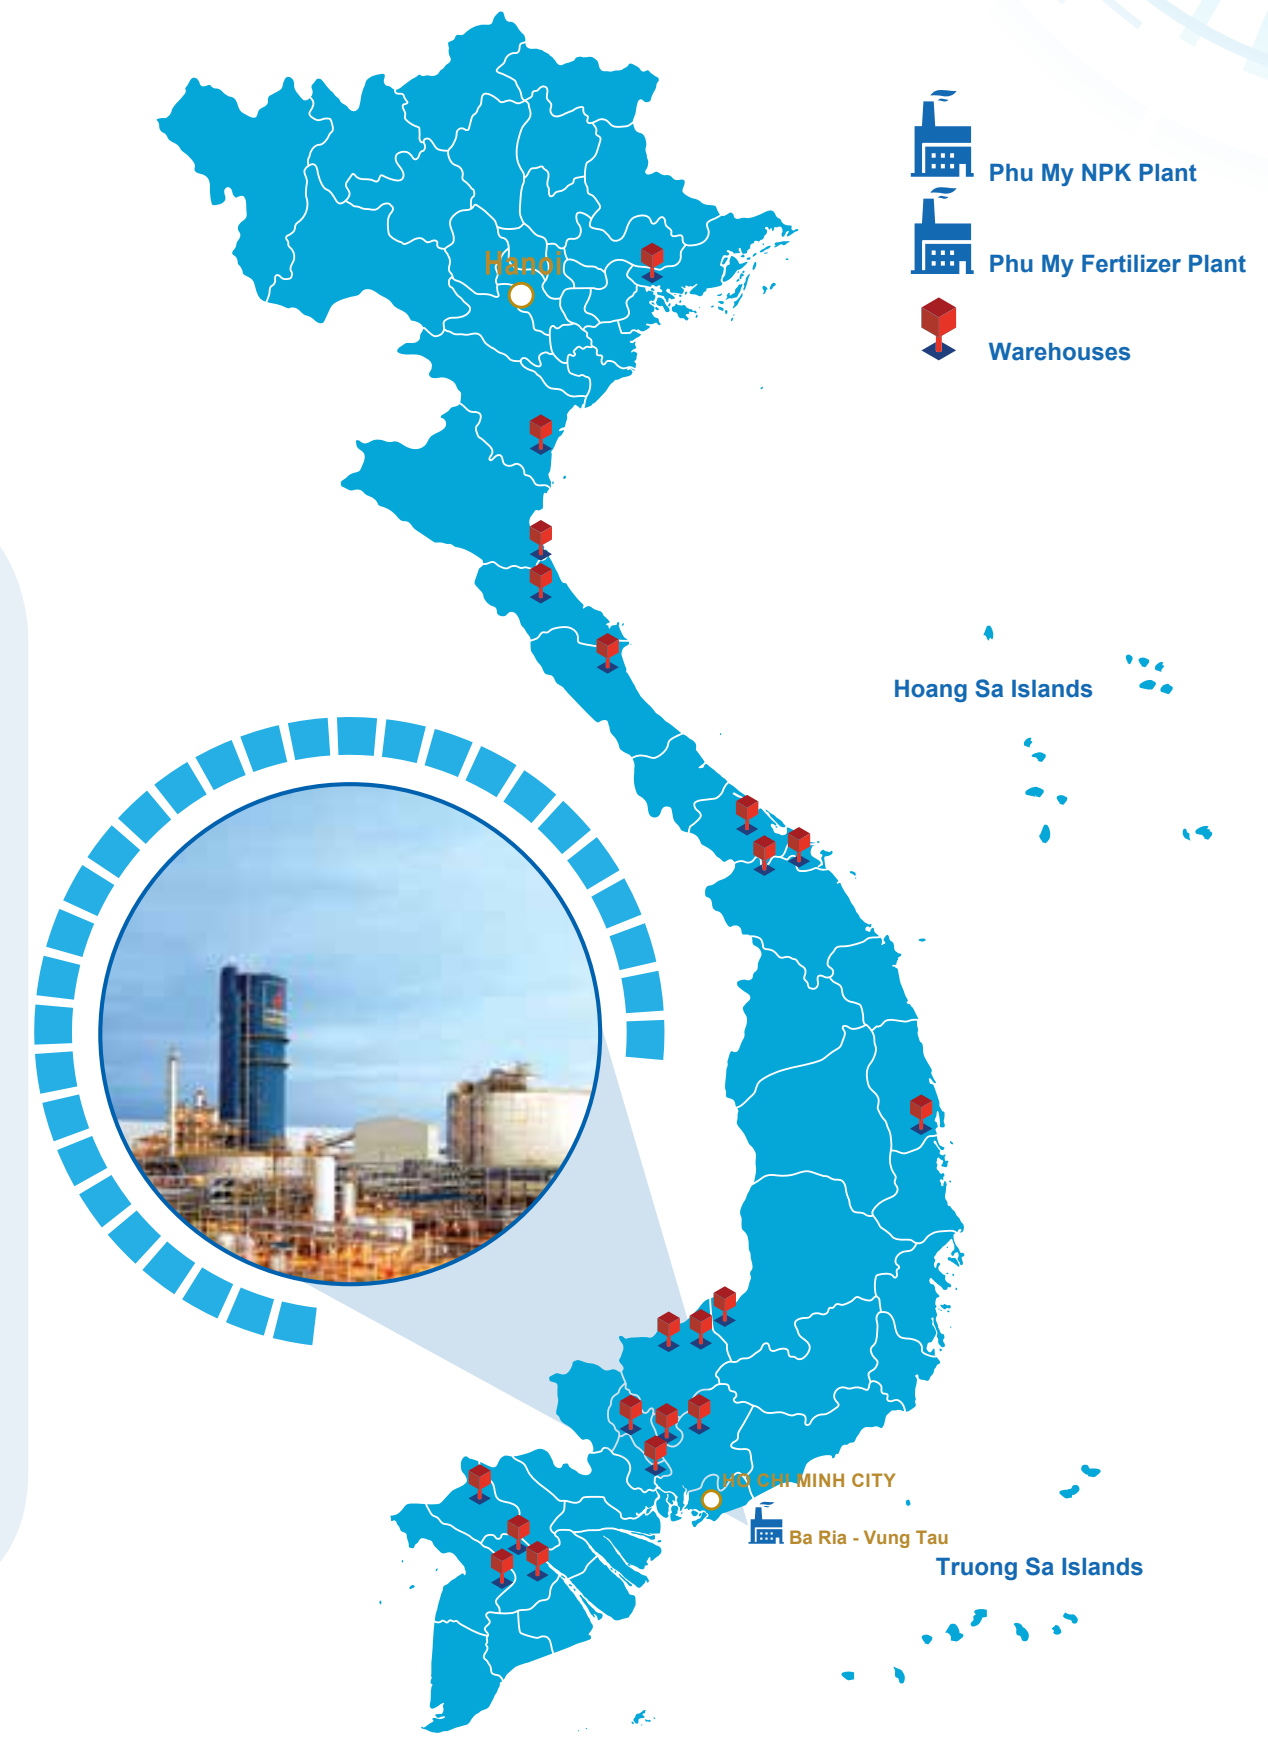 Phu My NPK Plant
Phu My Fertilizer Plant
Hanoi
Warehouses
Hoang Sa Islands
HO CHI MINH CITY
Ba Ria - Vung Tau
Truong Sa Islands